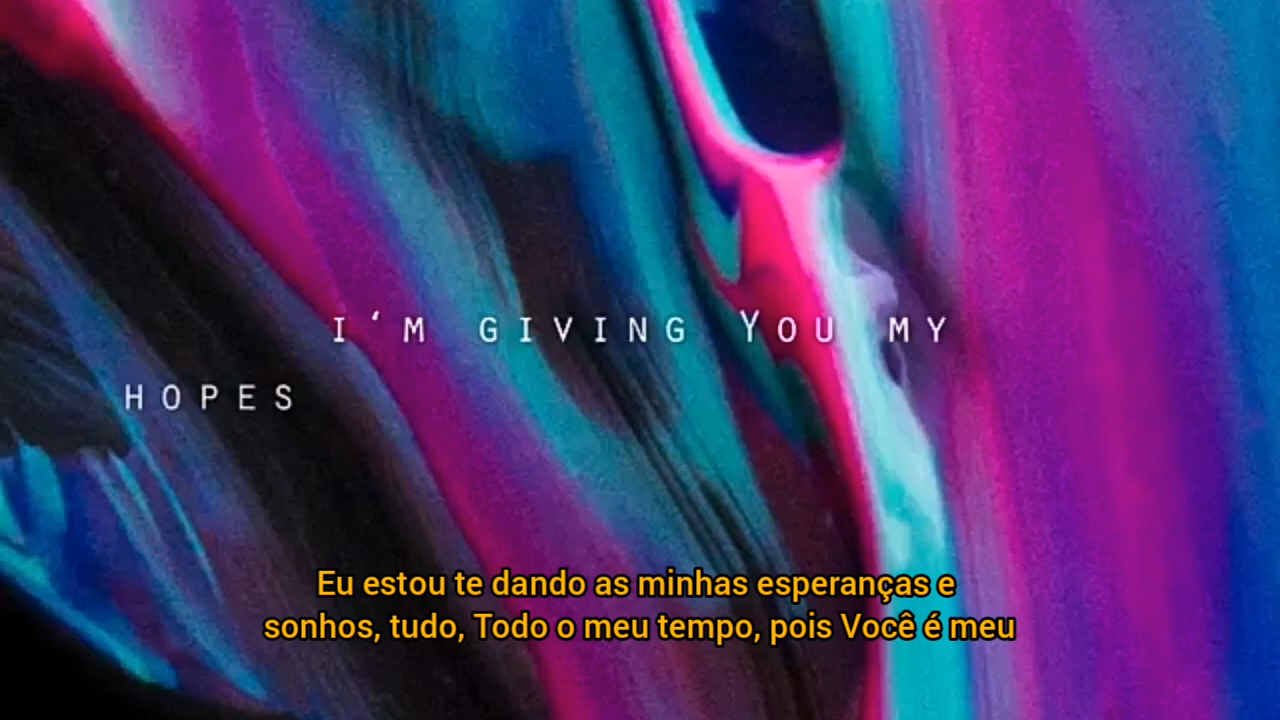 I‘M GIVING YOU MY
HOPES
Eu estou te dando as minhas esperanças e
sonhos, tudo, Todo o meu tempo, pois Você é meu